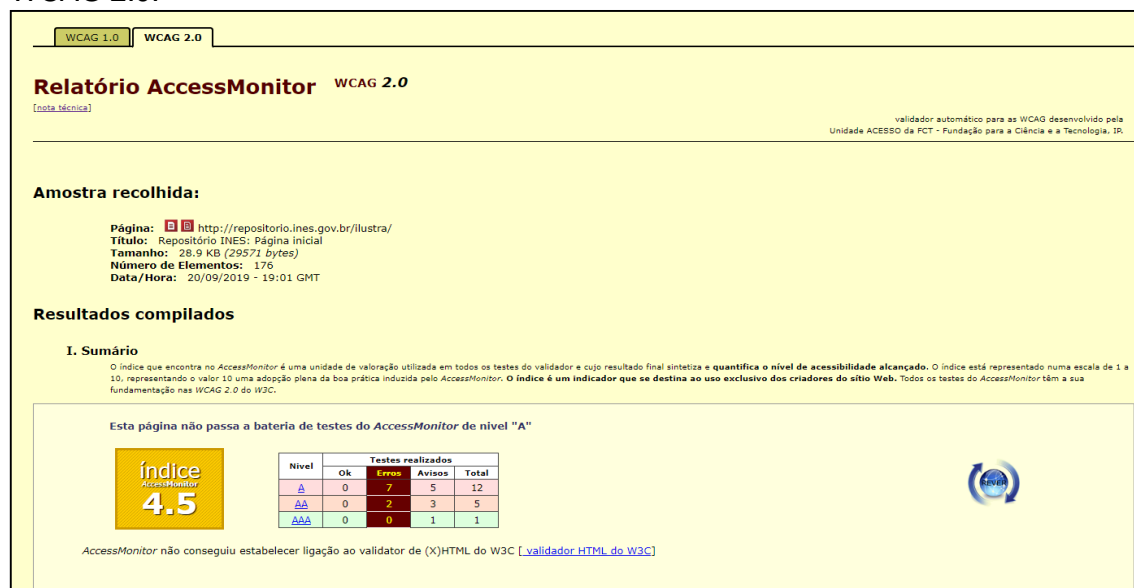 WCAG 2.0.
WCAG 1.0 WCAG 2.0
Relatório AccessMonitor WCAG 2.0
[nota técnica]
validador automático para as WCAG desenvolvido pela
Unidade ACESSO da FCT - Fundação para a Ciência e a Tecnologia, IP.
Amostra recolhida:
Página: http://repositorio.ines.gov.br/ilustra/
Título: Repositório INES: Página inicial
Tamanho: 28.9 KB (29571 bytes)
Número de Elementos: 176
Data/Hora: 20/09/2019 - 19:01 GMT
Resultados compilados
I. Sumário
O índice que encontra no AccessMonitor é uma unidade de valoração utilizada em todos os testes do validador e cujo resultado final sintetiza e quantifica o nível de acessibilidade alcançado. O índice está representado numa escala de 1 a
10, representando o valor 10 uma adopção plena da boa prática induzida pelo AccessMonitor. O índice é um indicador que se destina ao uso exclusivo dos criadores do sítio Web. Todos os testes do AccessMonitor têm a sua
fundamentação nas WCAG 2.0 do W3C.
Esta página não passa a bateria de testes do AccessMonitor de nível "A"
índice
AccessMonitor
4.5
Nível Testes realizados
Ok Erros Avisos Total
A 0 7 5 12
AA 0 2 3 5
AAA 0 0 1 1
REVER
AccessMonitor não conseguiu estabelecer ligação ao validator de (X)HTML do W3C [ validador HTML do W3C]